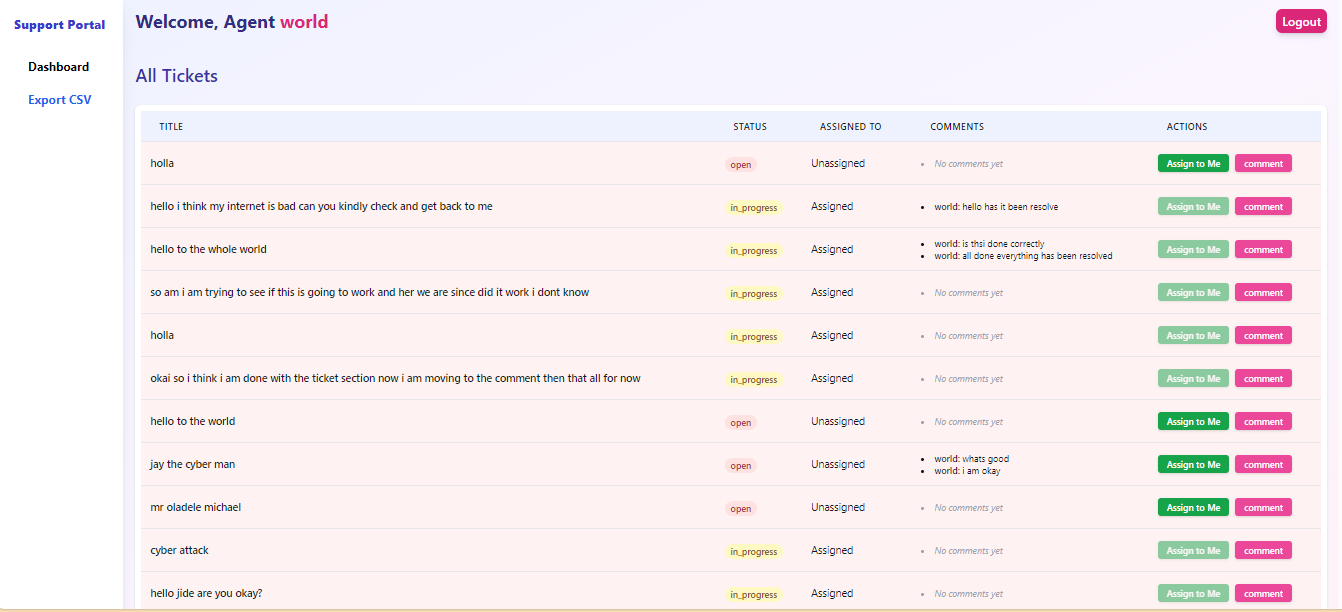 Support Portal
Dashboard
Export CSV
Welcome, Agent world
Logout
All Tickets
TITLE STATUS ASSIGNED TO COMMENTS ACTIONS
holla open Unassigned No comments yet Assign to Me comment
hello i think my internet is bad can you kindly check and get back to me in_progress Assigned world: hello has it been resolve Assign to Me comment
hello to the whole world in_progress Assigned world: is thsi done correctly Assign to Me comment
world: all done everything has been resolved
so am i am trying to see if this is going to work and her we are since did it work i dont know in_progress Assigned No comments yet Assign to Me comment
holla in_progress Assigned No comments yet Assign to Me comment
okai so i think i am done with the ticket section now i am moving to the comment then that all for now in_progress Assigned No comments yet Assign to Me comment
hello to the world open Unassigned No comments yet Assign to Me comment
jay the cyber man open Unassigned world: whats good Assign to Me comment
world: i am okay
mr oladele michael open Unassigned No comments yet Assign to Me comment
cyber attack in_progress Assigned No comments yet Assign to Me comment
hello jide are you okay? in_progress Assigned No comments yet Assign to Me comment